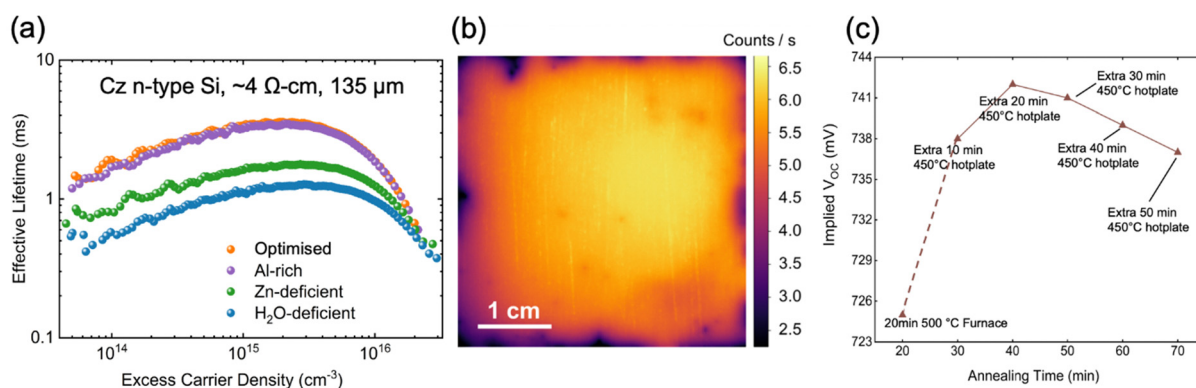 (a)
10
1
0.1
Effective Lifetime (ms)
Cz n-type Si, ~4 Ω-cm, 135 μm
Optimised
Al-rich
Zn-deficient
H₂O-deficient
10¹⁴
10¹⁵
10¹⁶
Excess Carrier Density (cm⁻³)
(b)
Counts / s
6.5
6.0
5.5
5.0
4.5
4.0
3.5
3.0
2.5
1 cm
(c)
744
741
738
735
732
729
726
723
Implied V_OC (mV)
Extra 30 min
450°C hotplate
Extra 20 min
450°C hotplate
Extra 10 min
450°C hotplate
Extra 40 min
450°C hotplate
Extra 50 min
450°C hotplate
20min 500 °C Furnace
20
30
40
50
60
70
Annealing Time (min)